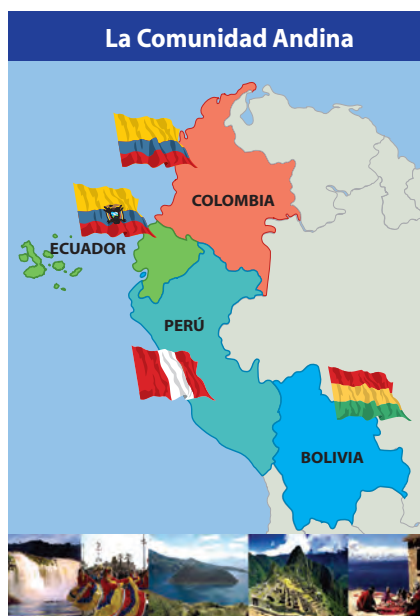 La Comunidad Andina
COLOMBIA
ECUADOR
PERÚ
BOLIVIA